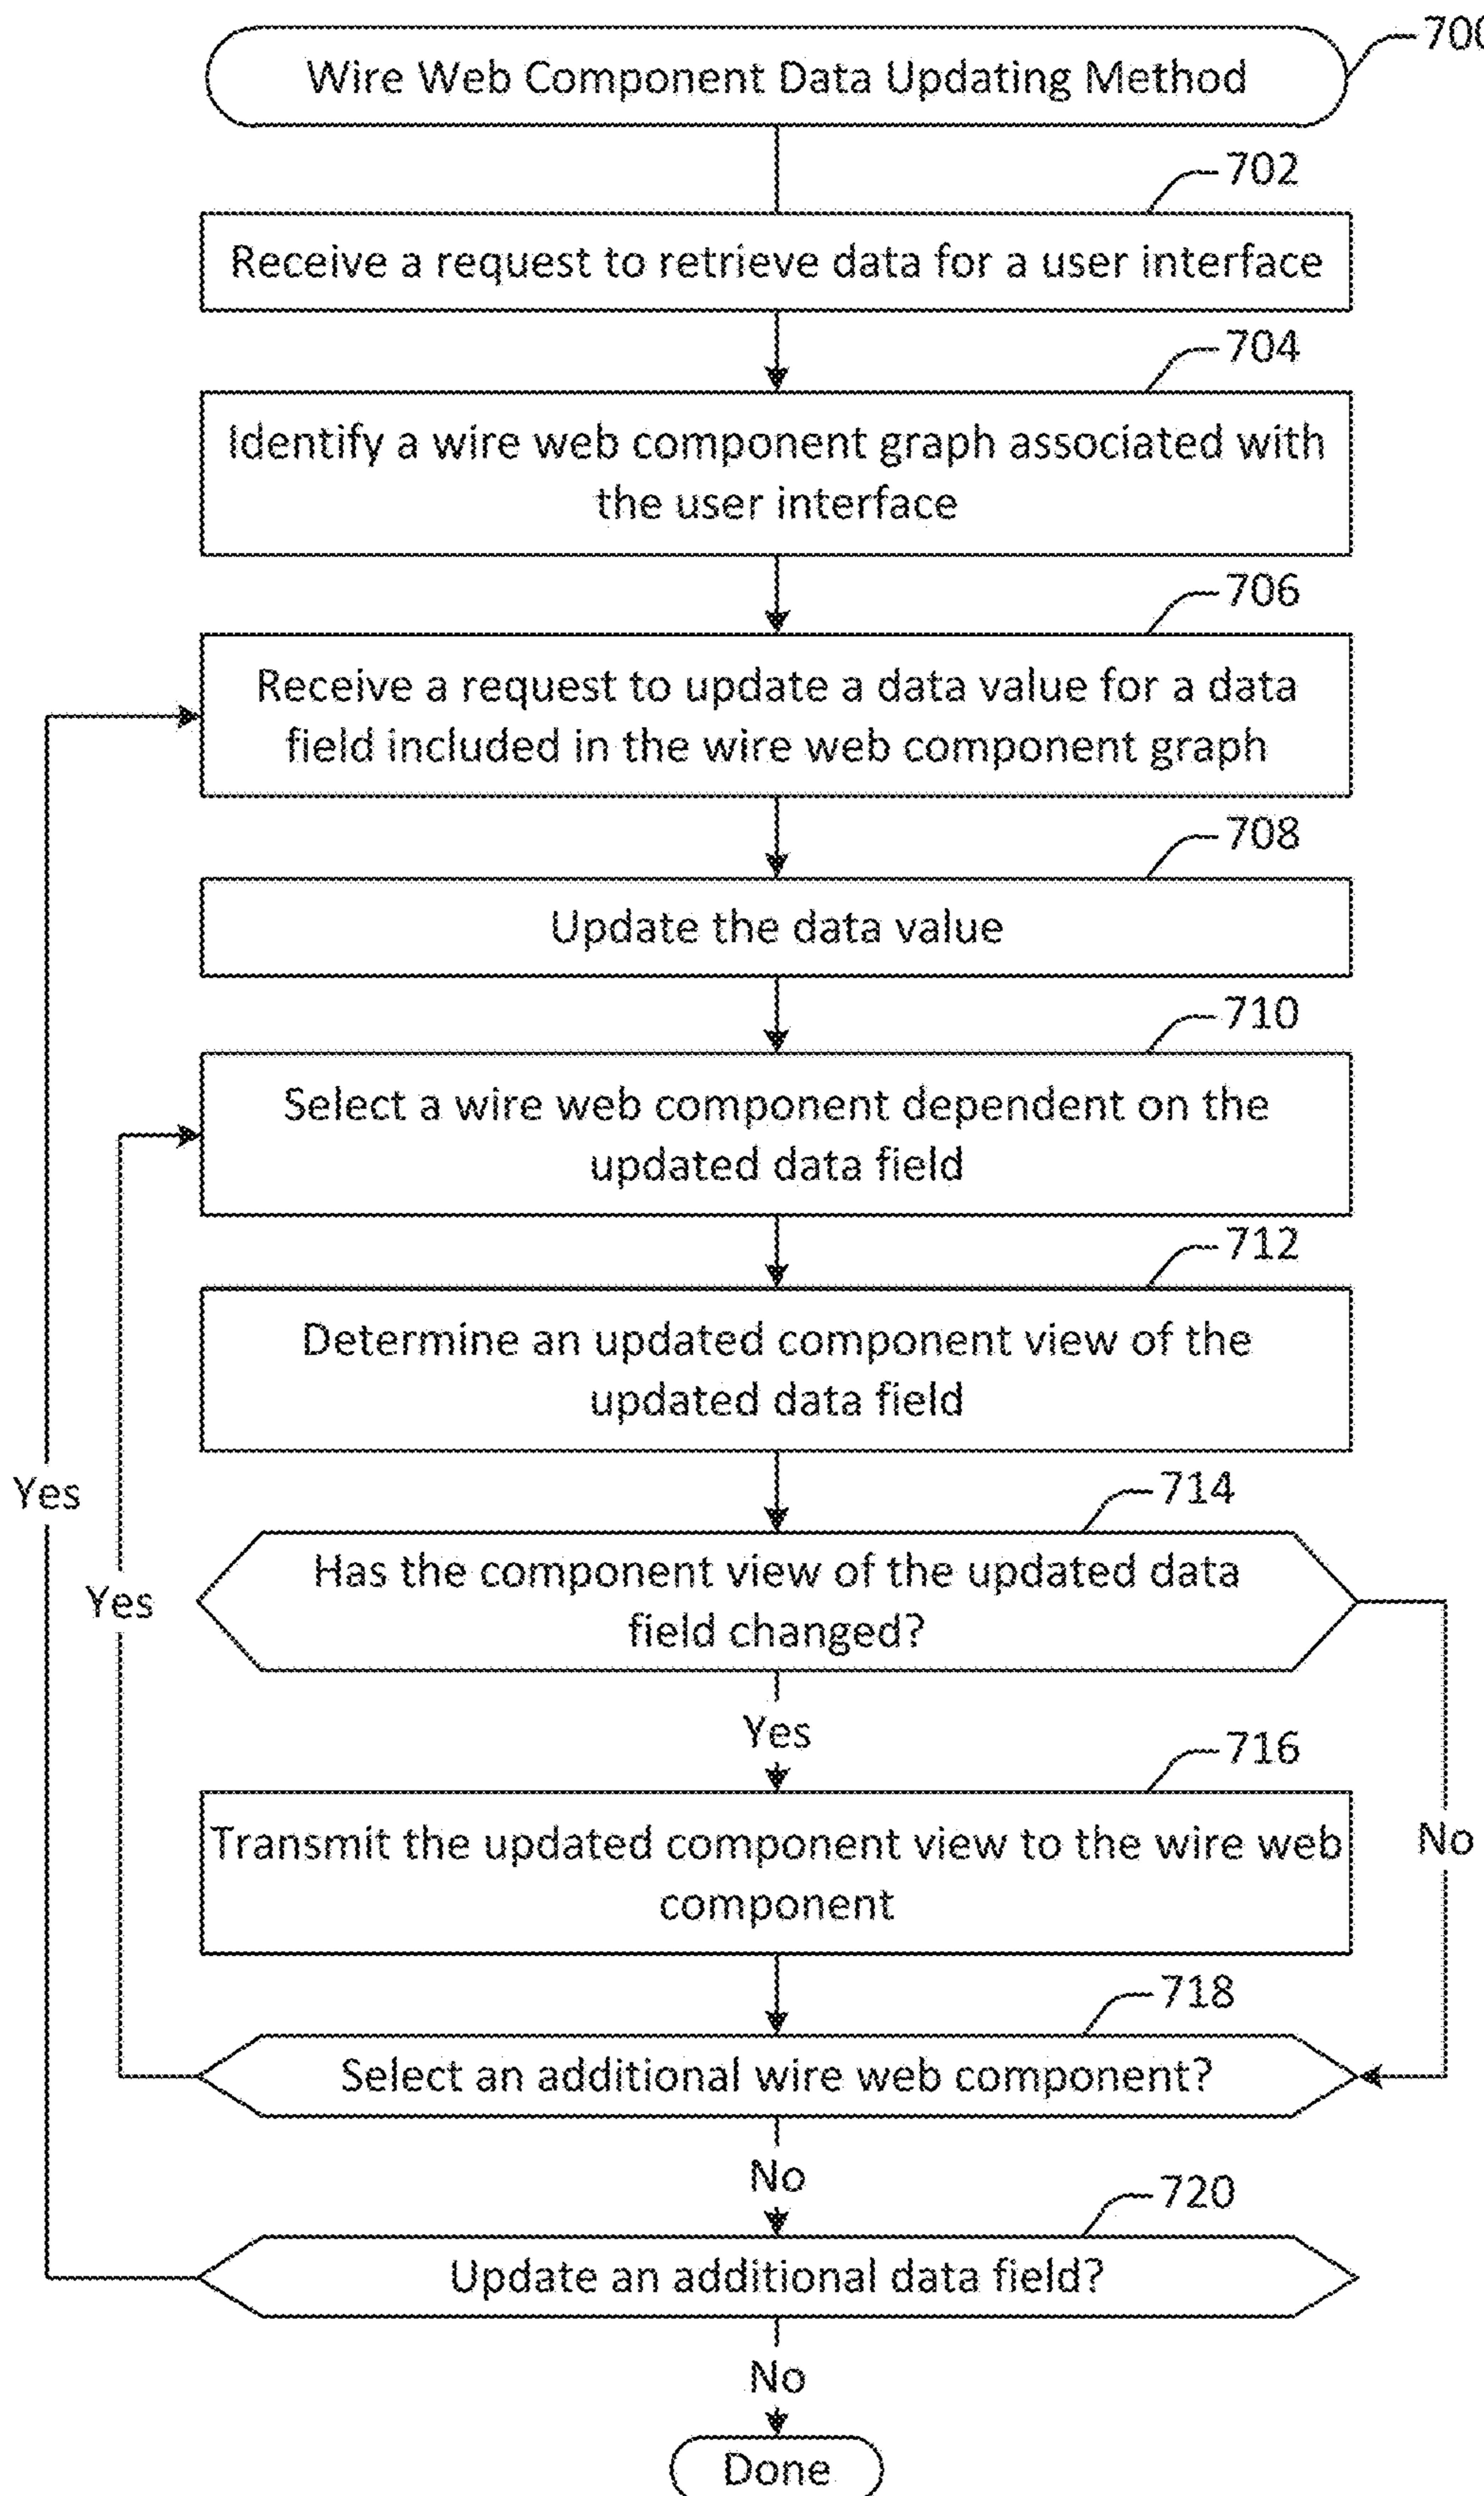 700
Wire Web Component Data Updating Method
702
Receive a request to retrieve data for a user interface
704
Identify a wire web component graph associated with
the user interface
706
Receive a request to update a data value for a data
field included in the wire web component graph
708
Update the data value
710
Select a wire web component dependent on the
updated data field
712
Determine an updated component view of the
updated data field
Yes
714
Has the component view of the updated data
field changed?
Yes
Yes
716
Transmit the updated component view to the wire web
component
No
718
Select an additional wire web component?
No
720
Update an additional data field?
No
Done